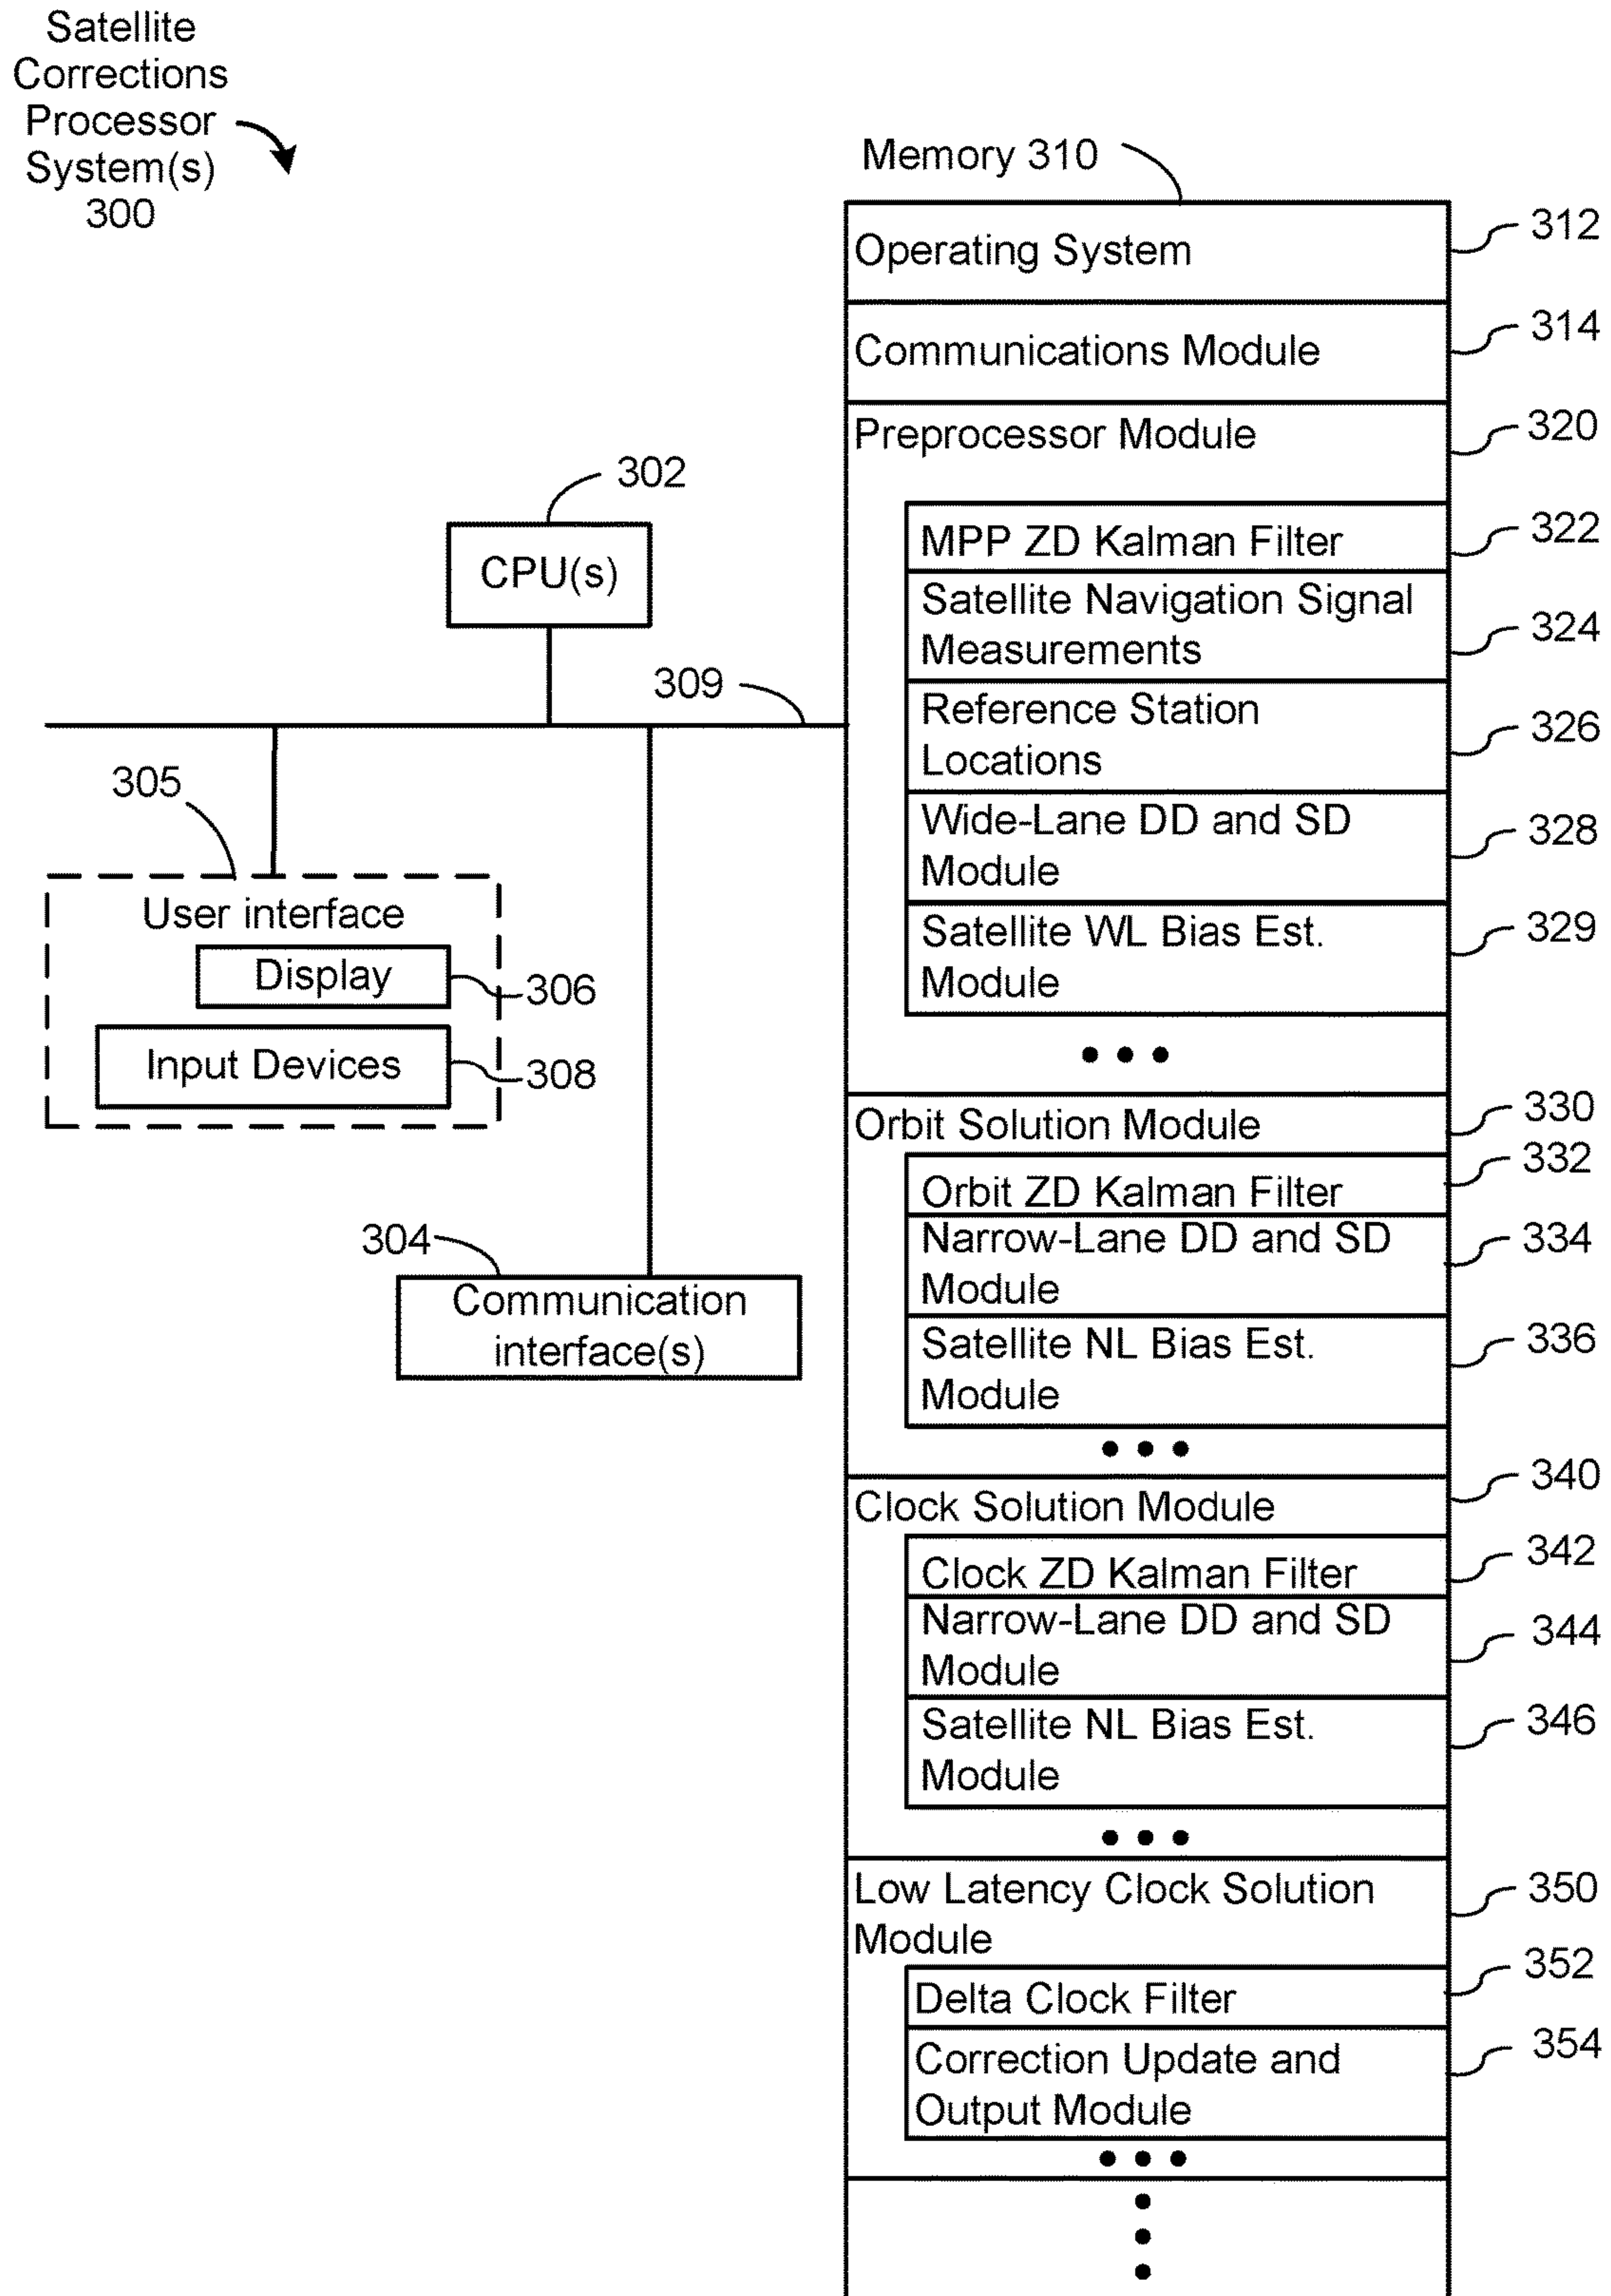 Satellite
Corrections
Processor
System(s)
300
Memory 310
Operating System
312
Communications Module
314
Preprocessor Module
320
MPP ZD Kalman Filter
322
Satellite Navigation Signal
Measurements
324
Reference Station
Locations
326
Wide-Lane DD and SD
Module
328
Satellite WL Bias Est.
Module
329
• • •
Orbit Solution Module
330
Orbit ZD Kalman Filter
332
Narrow-Lane DD and SD
Module
334
Satellite NL Bias Est.
Module
336
• • •
Clock Solution Module
340
Clock ZD Kalman Filter
342
Narrow-Lane DD and SD
Module
344
Satellite NL Bias Est.
Module
346
• • •
Low Latency Clock Solution
Module
350
Delta Clock Filter
352
Correction Update and
Output Module
354
• • •
302
CPU(s)
309
305
User interface
Display
306
Input Devices
308
304
Communication
interface(s)